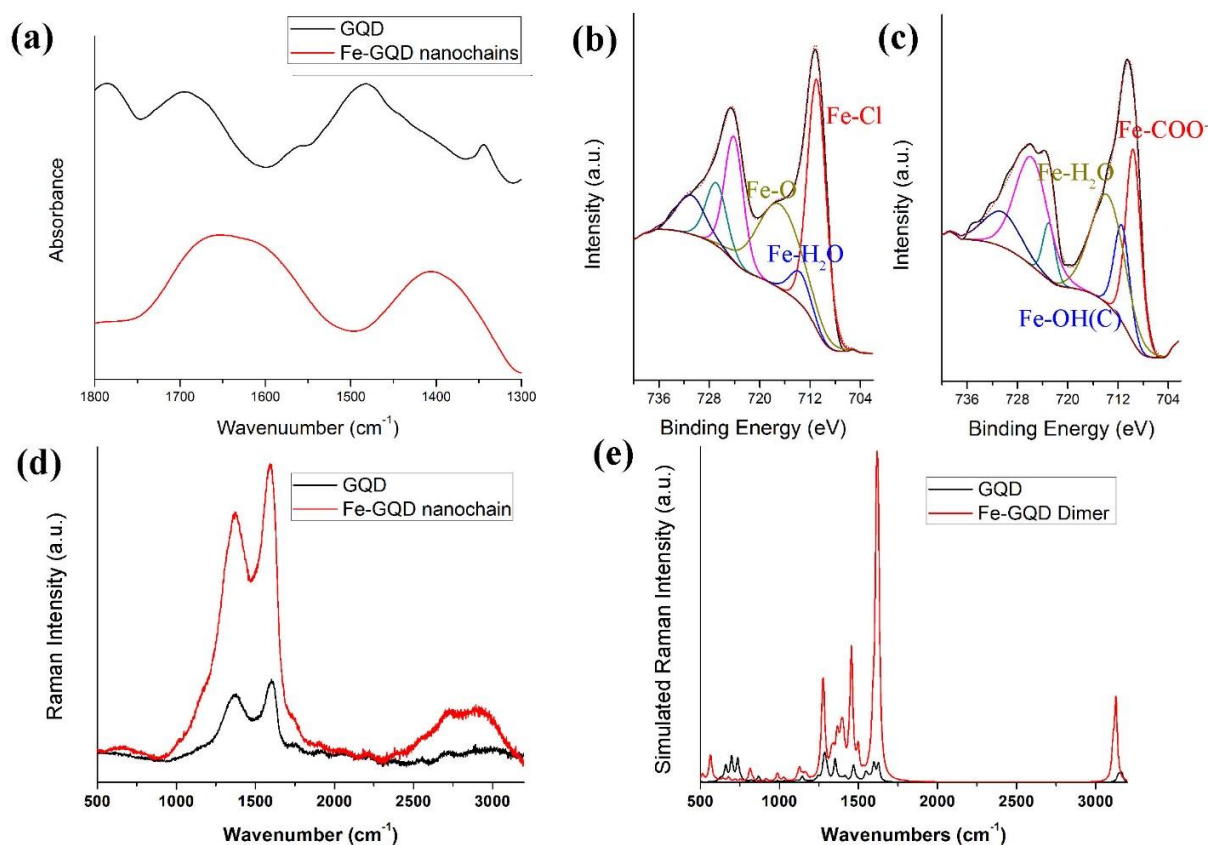 (a)
GQD
Fe-GQD nanochains
Absorbance
1800 1700 1600 1500 1400 1300
Wavenuumber (cm⁻¹)
(b)
Fe-Cl
Fe-O
Fe-H₂O
Intensity (a.u.)
736 728 720 712 704
Binding Energy (eV)
(c)
Fe-COO⁻
Fe-H₂O
Fe-OH(C)
Intensity (a.u.)
736 728 720 712 704
Binding Energy (eV)
(d)
GQD
Fe-GQD nanochain
Raman Intensity (a.u.)
500 1000 1500 2000 2500 3000
Wavenumber (cm⁻¹)
(e)
GQD
Fe-GQD Dimer
Simulated Raman Intensity (a.u.)
500 1000 1500 2000 2500 3000
Wavenumbers (cm⁻¹)